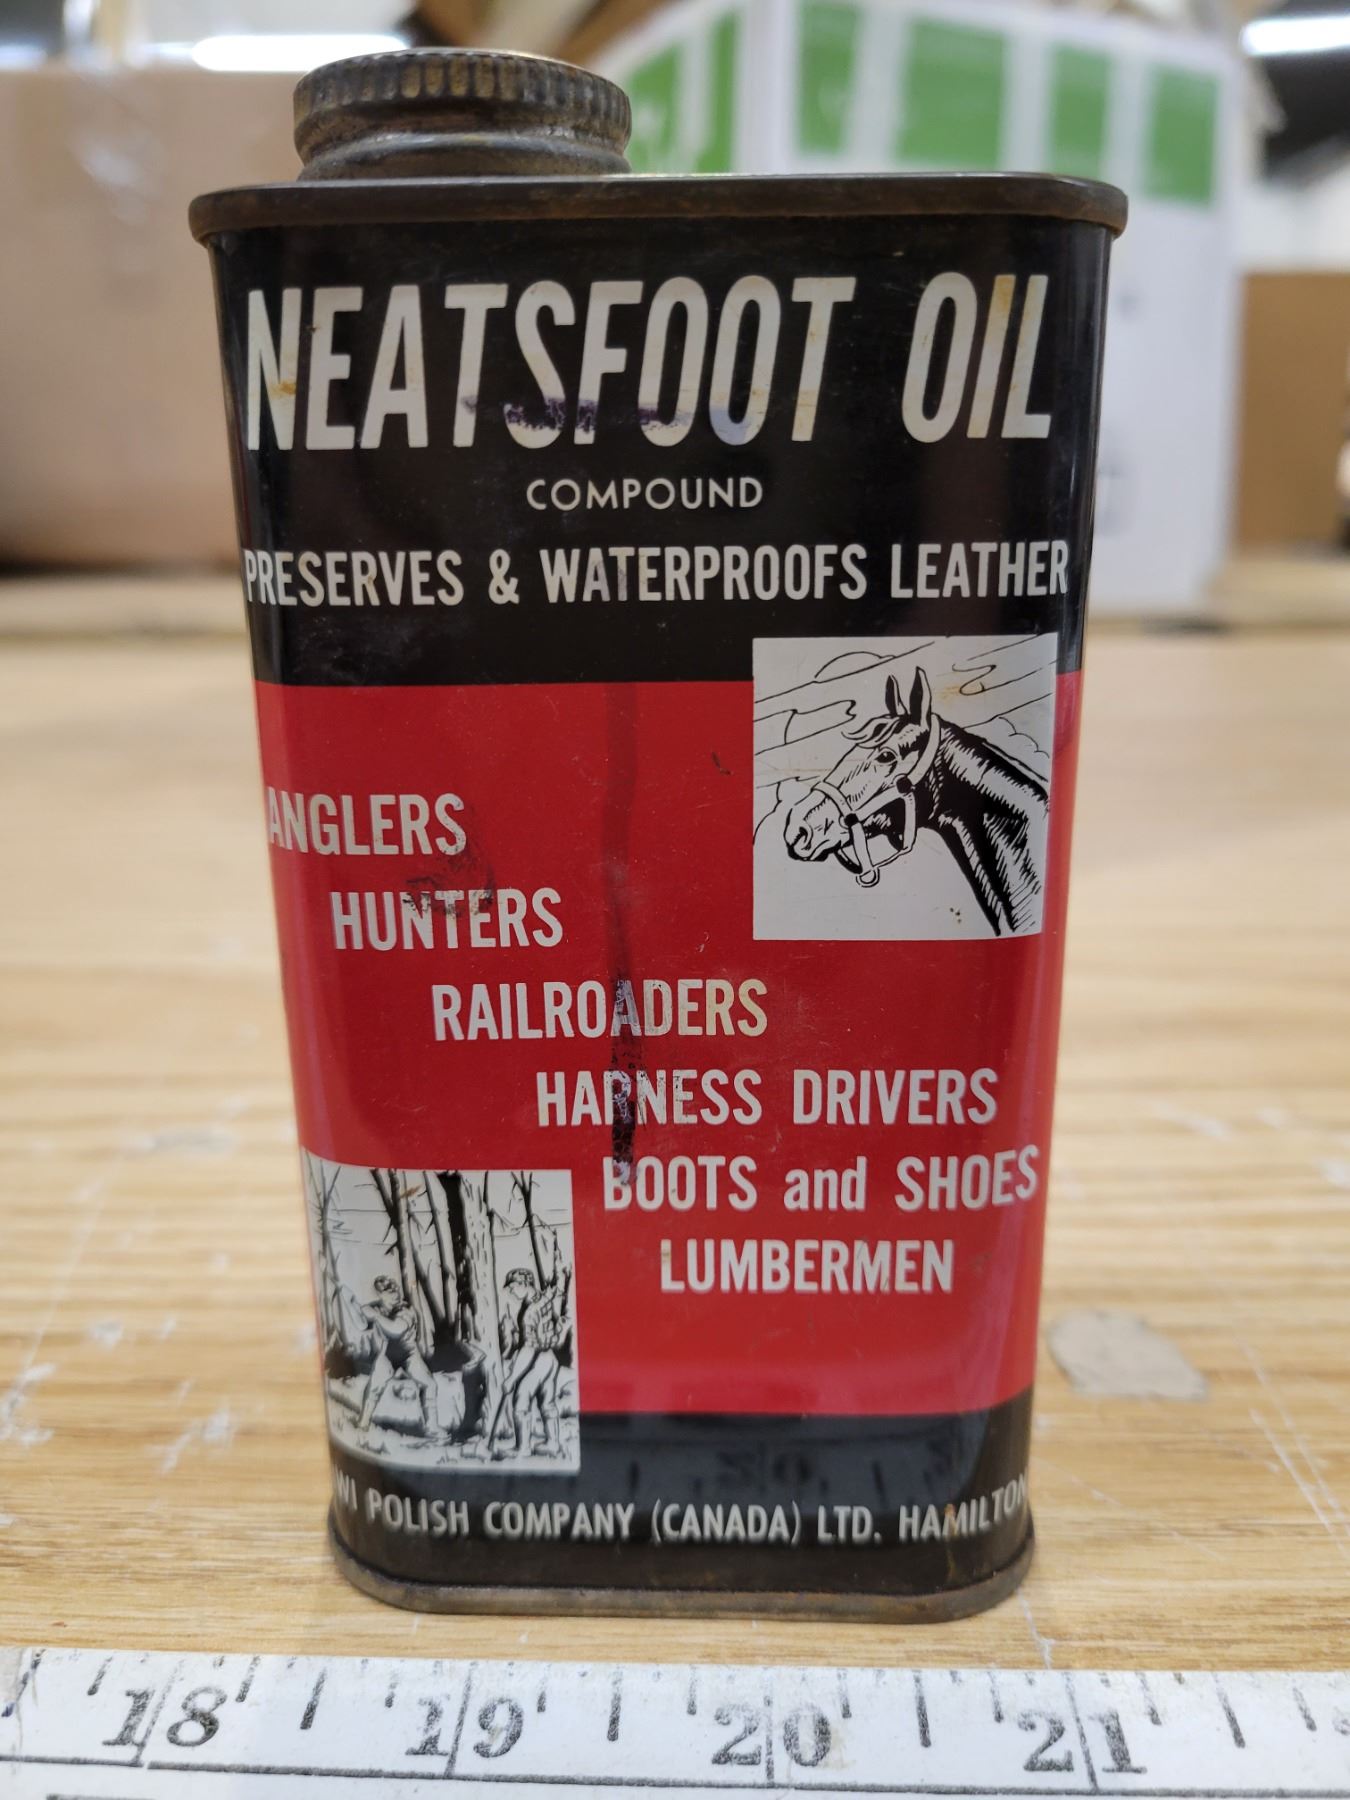 NEATSFOOT OIL
COMPOUND
PRESERVES & WATERPROOFS LEATHER
ANGLERS
HUNTERS
RAILROADERS
HARNESS DRIVERS
BOOTS and SHOES
LUMBERMEN
WI POLISH COMPANY (CANADA) LTD. HAMILTON
18 19 20 21